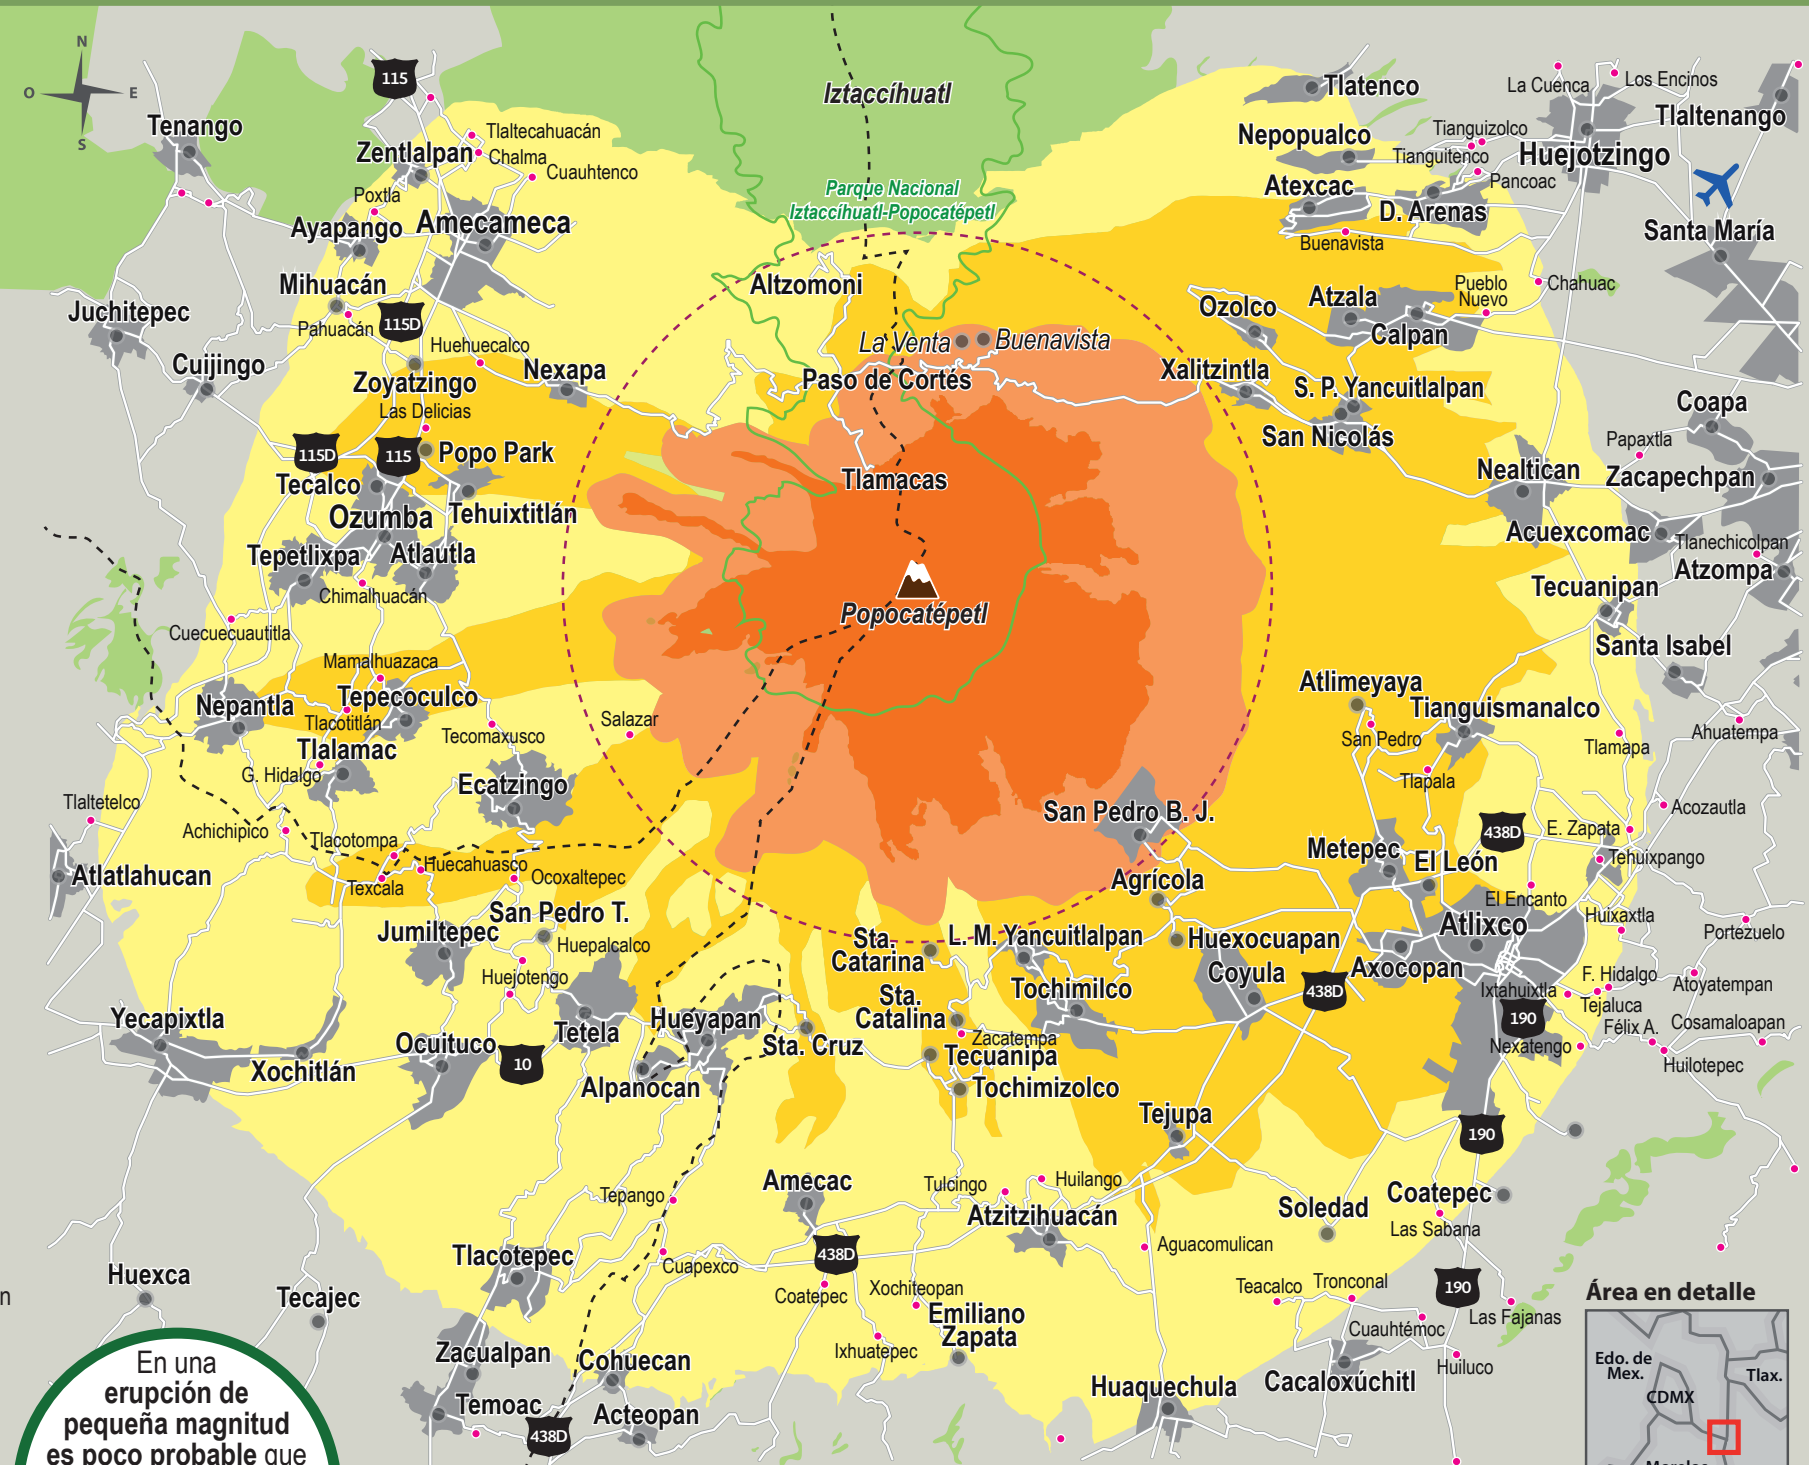 N
O
E
S
115
Iztaccíhuatl
Tlatenco
La Cuenca
Los Encinos
Tlaltenango
Tenango
Tlaltecahuacán
Zentlalpan
Chalma
Cuauhtenco
Nepopualco
Tianguizolco
Tianguitenco
Huejotzingo
Pancoac
Poxtla
Parque Nacional
Iztaccíhuatl-Popocatépetl
Atexcac
D. Arenas
Ayapango
Amecameca
Buenavista
Santa María
Mihuacán
Altzomoni
Pueblo
Nuevo
Chahuac
Juchitepec
Pahuacán
115D
Ozolco
Atzala
Calpan
Huehuecalco
La Venta
Buenavista
Cuijingo
Zoyatzingo
Nexapa
Paso de Cortés
Xalitzintla
S. P. Yancuitlalpan
Las Delicias
Coapa
San Nicolás
Papaxtla
115D
115
Popo Park
Tecalco
Tlamacas
Nealtican
Zacapechpan
Ozumba
Tehuixtitlán
Acuexcomac
Tlanechicolpan
Tepetlixpa
Atlautla
Atzompa
Chimalhuacán
Tecuanipan
Popocatépetl
Cuecuecuautitla
Santa Isabel
Mamalhuazaca
Atlimeyaya
Nepantla
Tepecoculco
Tianguismanalco
Tlacotitlán
Salazar
Tecomaxusco
San Pedro
Tlamapa
Ahuatempa
Tlalamac
G. Hidalgo
Ecatzingo
Tlapala
Tlaltetelco
San Pedro B. J.
Acozautla
Achichipico
Tlacotompa
438D
E. Zapata
Metepec
El León
Tehuixpango
Atlatlahucan
Huecahuasco
Texcala
Ocoxaltepec
Agrícola
El Encanto
San Pedro T.
Atlixco
Huixaxtla
Jumiltepec
Huepalcalco
Sta.
Catarina
L. M. Yancuitlalpan
Huexocuapan
Portezuelo
Huejotengo
Coyula
Axocopan
F. Hidalgo
Sta.
Catalina
Tochimilco
438D
Ixtahuixtla
Tejaluca
Atoyatempan
Yecapixtla
Tetela
Hueyapan
Sta. Cruz
Zacatempa
190
Félix A.
Cosamaloapan
Ocuituco
10
Tecuanipa
Nexatengo
Xochitlán
Alpanocan
Tochimizolco
Huilotepec
Tejupa
190
Amecac
Tulcingo
Huilango
Tepango
Coatepec
Atzitzihuacán
Soledad
Las Sabana
Tlacotepec
438D
Aguacomulican
Cuapexco
Huexca
Coatepec
Xochiteopan
Teacalco
Tronconal
190
Área en detalle
n
Tecajec
Emiliano
Zapata
Cuauhtémoc
Las Fajanas
Ixhuatepec
Edo. de
Mex.
Tlax.
En una
erupción de
pequeña magnitud
es poco probable que
Zacualpan
Cohuecan
Huiluco
Huaquechula
Cacaloxúchitl
CDMX
Temoac
Acteopan
438D
Morelos